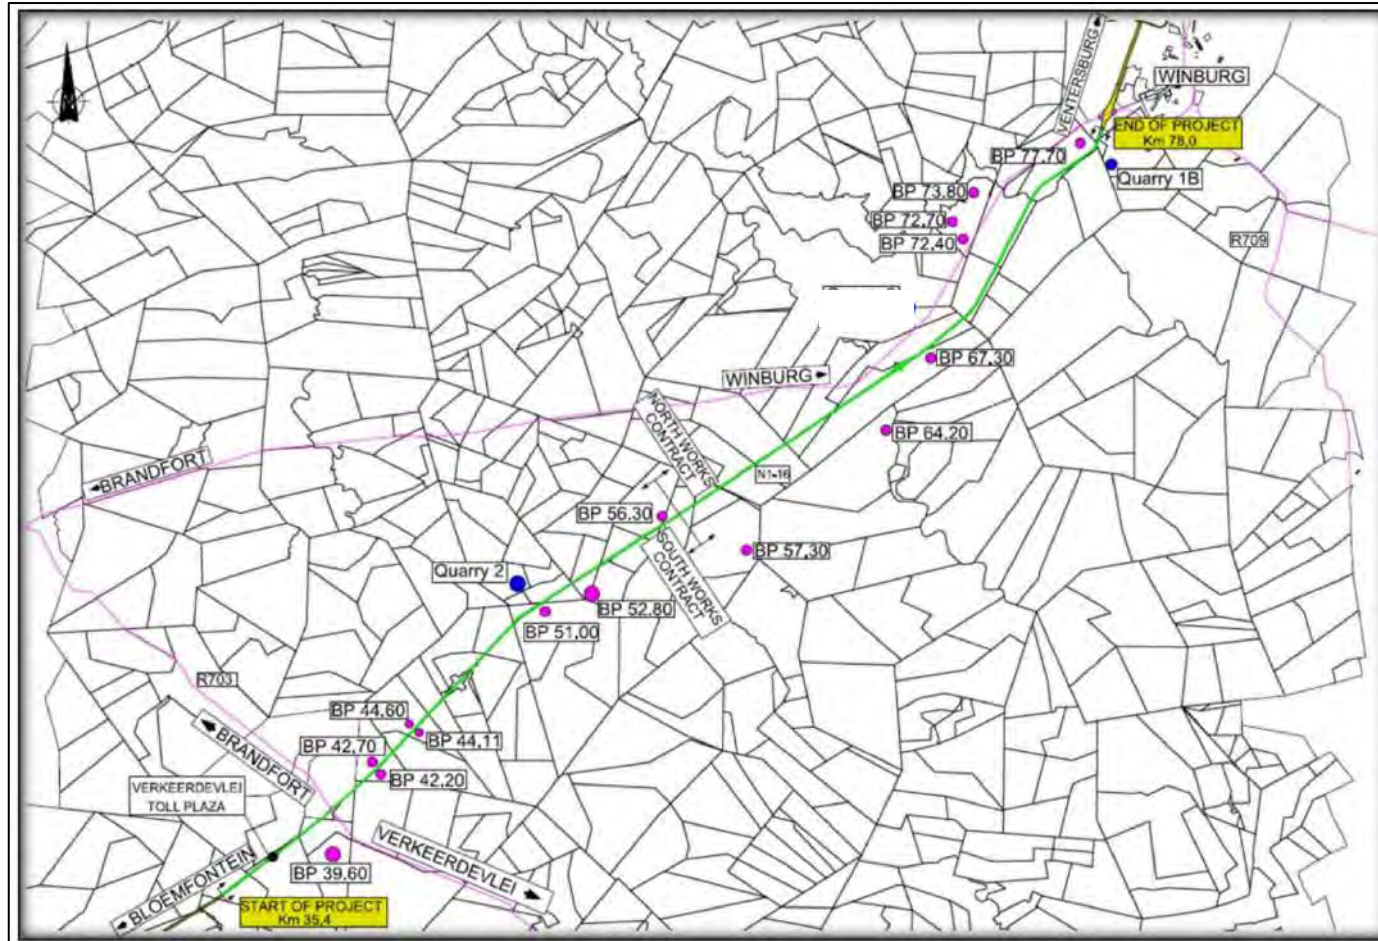 VENTERSBURG
WINBURG
END OF PROJECT
Km 78,0
BP 77.70
Quarry 1B
BP 73.80
BP 72.70
BP 72.40
R709
BP 67.30
WINBURG
NORTH WORKS
CONTRACT
BP 64.20
BRANDFORT
N1-16
BP 56.30
SOUTH WORKS
CONTRACT
BP 57.30
Quarry 2
BP 52.80
BP 51,00
R703
BP 44.60
BP 44.11
BP 42,70
BP 42.20
BRANDFORT
VERKEERDEVLEI
TOLL PLAZA
VERKEERDEVLEI
BLOEMFONTEIN
BP 39.60
START OF PROJECT
Km 35,4